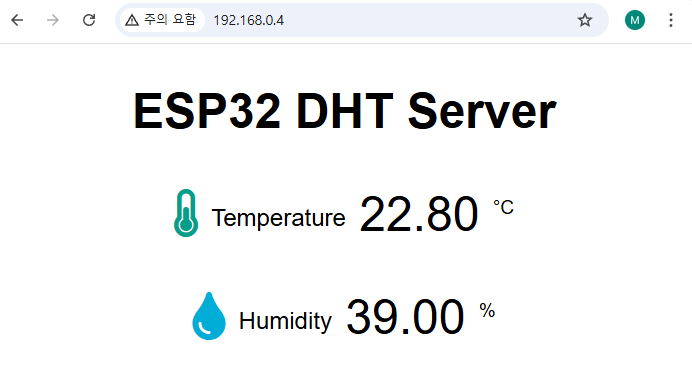 주의 요함 192.168.0.4 M
ESP32 DHT Server
Temperature 22.80 °C
Humidity 39.00 %